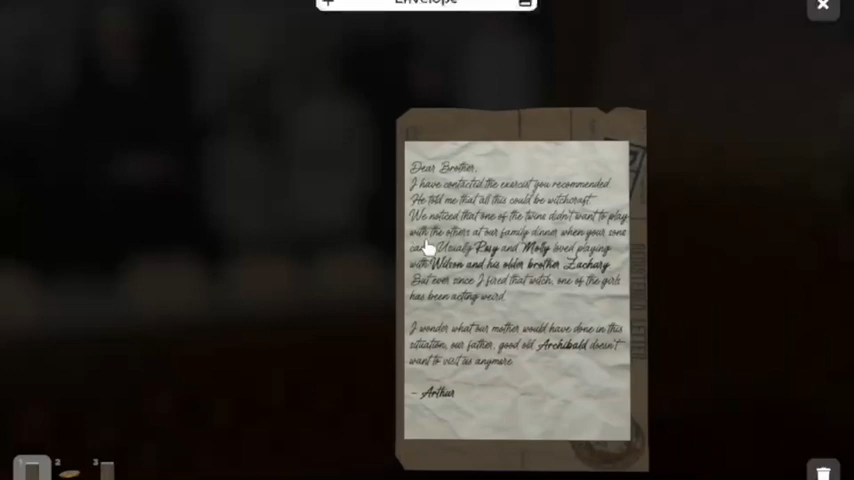 Envelope
Dear Brother,
I have contacted the exorcist you recommended.
He told me that all this could be witchcraft.
We noticed that one of the twins didn't want to play
with the others at our family dinner when your sons
Usually Rosy and Molly loved playing
with Wilson and his older brother Zachary
But ever since I fired that witch, one of the girls
has been acting weird.
I wonder what our mother would have done in this
situation, our father, good old Archibald doesn't
want to visit us anymore
- Arthur
1
2
3